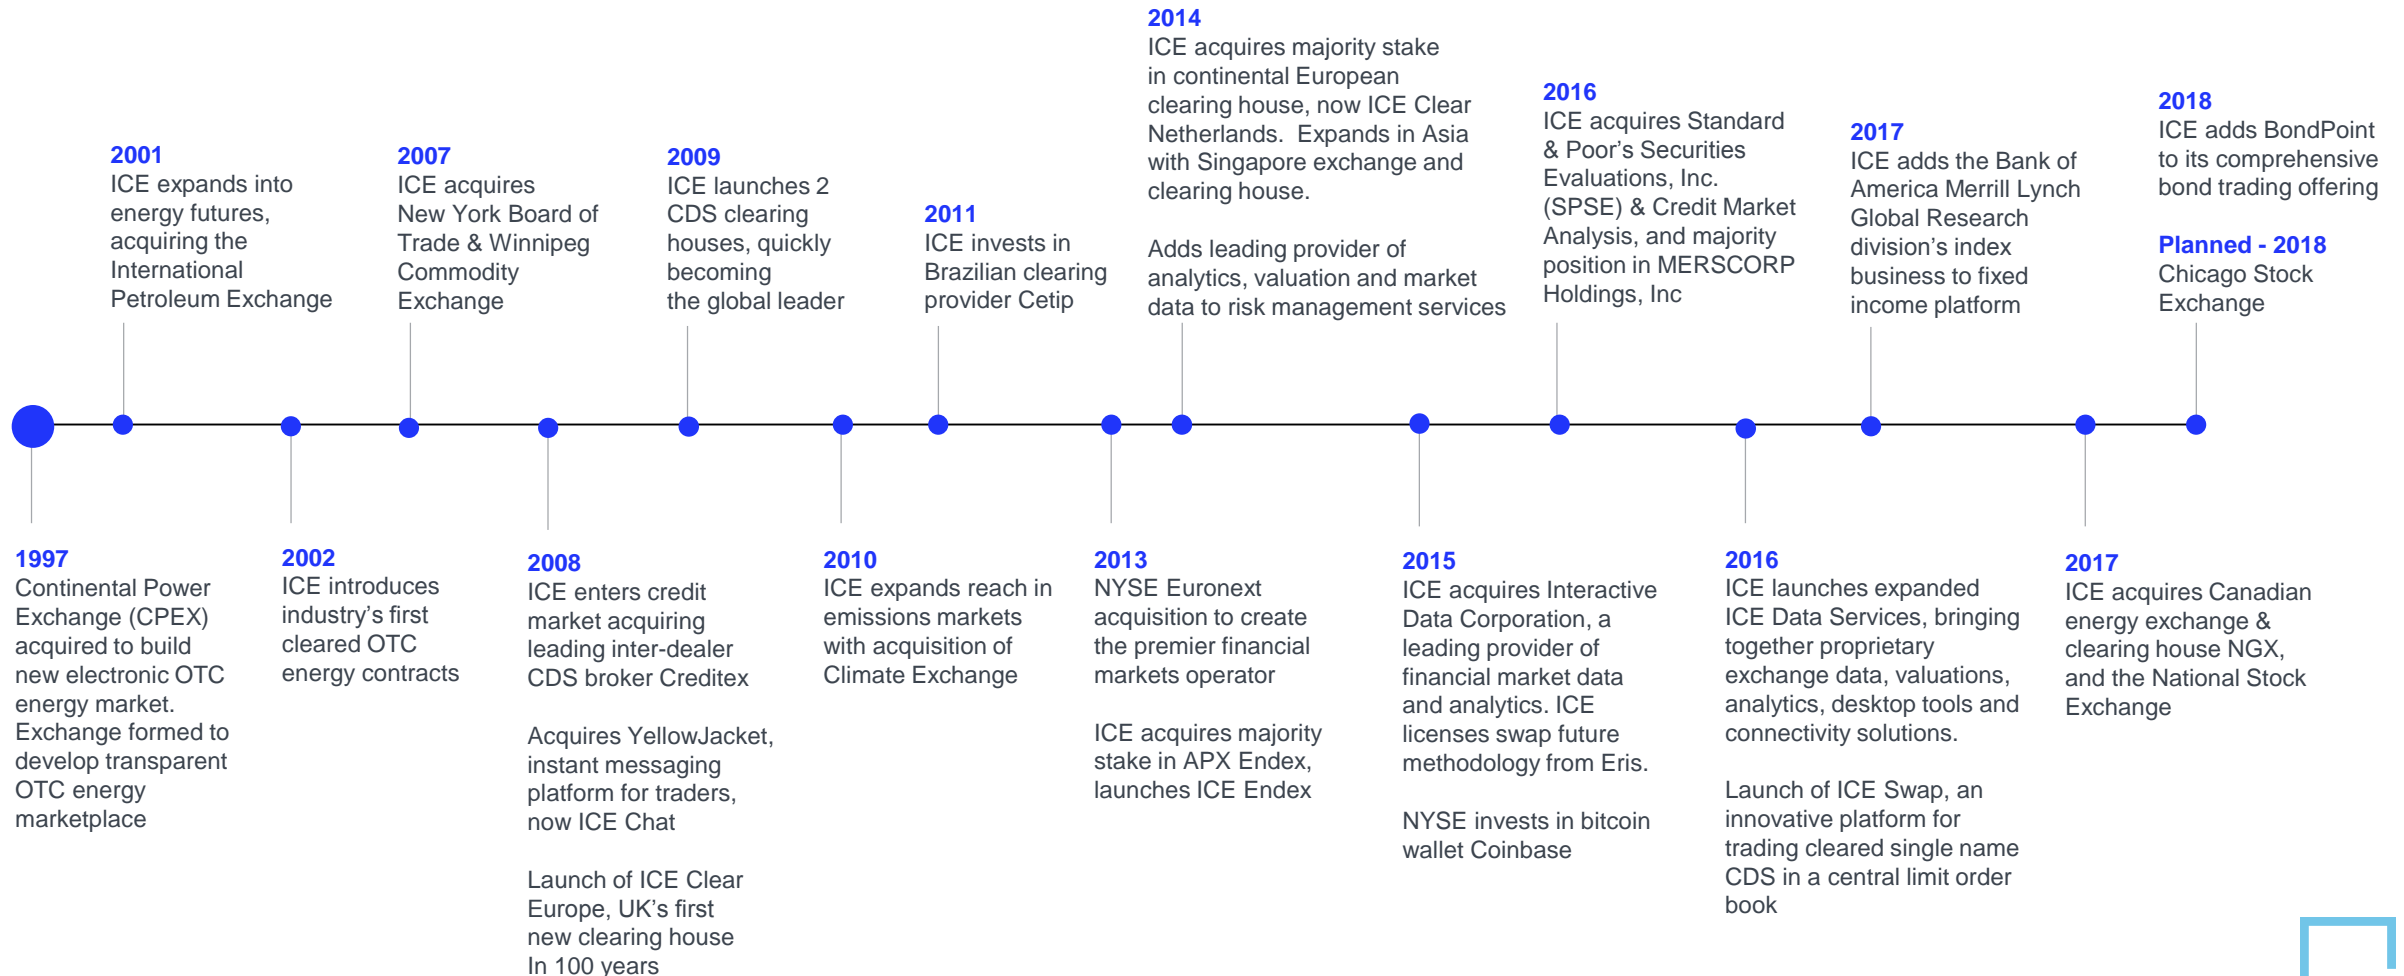 2014
ICE acquires majority stake
in continental European
clearing house, now ICE Clear
Netherlands.  Expands in Asia
with Singapore exchange and
clearing house.
Adds leading provider of
analytics, valuation and market
data to risk management services
2001
ICE expands into
energy futures,
acquiring the
International
Petroleum Exchange
2007
ICE acquires
New York Board of
Trade & Winnipeg
Commodity
Exchange
2009
ICE launches 2
CDS clearing
houses, quickly
becoming
the global leader
2011
ICE invests in
Brazilian clearing
provider Cetip
2016
ICE acquires Standard
& Poor's Securities
Evaluations, Inc.
(SPSE) & Credit Market
Analysis, and majority
position in MERSCORP
Holdings, Inc
2017
ICE adds the Bank of
America Merrill Lynch
Global Research
division's index
business to fixed
income platform
2018
ICE adds BondPoint
to its comprehensive
bond trading offering
Planned - 2018
Chicago Stock
Exchange
1997
Continental Power
Exchange (CPEX)
acquired to build
new electronic OTC
energy market.
Exchange formed to
develop transparent
OTC energy
marketplace
2002
ICE introduces
industry's first
cleared OTC
energy contracts
2008
ICE enters credit
market acquiring
leading inter-dealer
CDS broker Creditex
Acquires YellowJacket,
instant messaging
platform for traders,
now ICE Chat
Launch of ICE Clear
Europe, UK's first
new clearing house
In 100 years
2010
ICE expands reach in
emissions markets
with acquisition of
Climate Exchange
2013
NYSE Euronext
acquisition to create
the premier financial
markets operator
ICE acquires majority
stake in APX Endex,
launches ICE Endex
2015
ICE acquires Interactive
Data Corporation, a
leading provider of
financial market data
and analytics. ICE
licenses swap future
methodology from Eris.
NYSE invests in bitcoin
wallet Coinbase
2016
ICE launches expanded
ICE Data Services, bringing
together proprietary
exchange data, valuations,
analytics, desktop tools and
connectivity solutions.
Launch of ICE Swap, an
innovative platform for
trading cleared single name
CDS in a central limit order
book
2017
ICE acquires Canadian
energy exchange &
clearing house NGX,
and the National Stock
Exchange